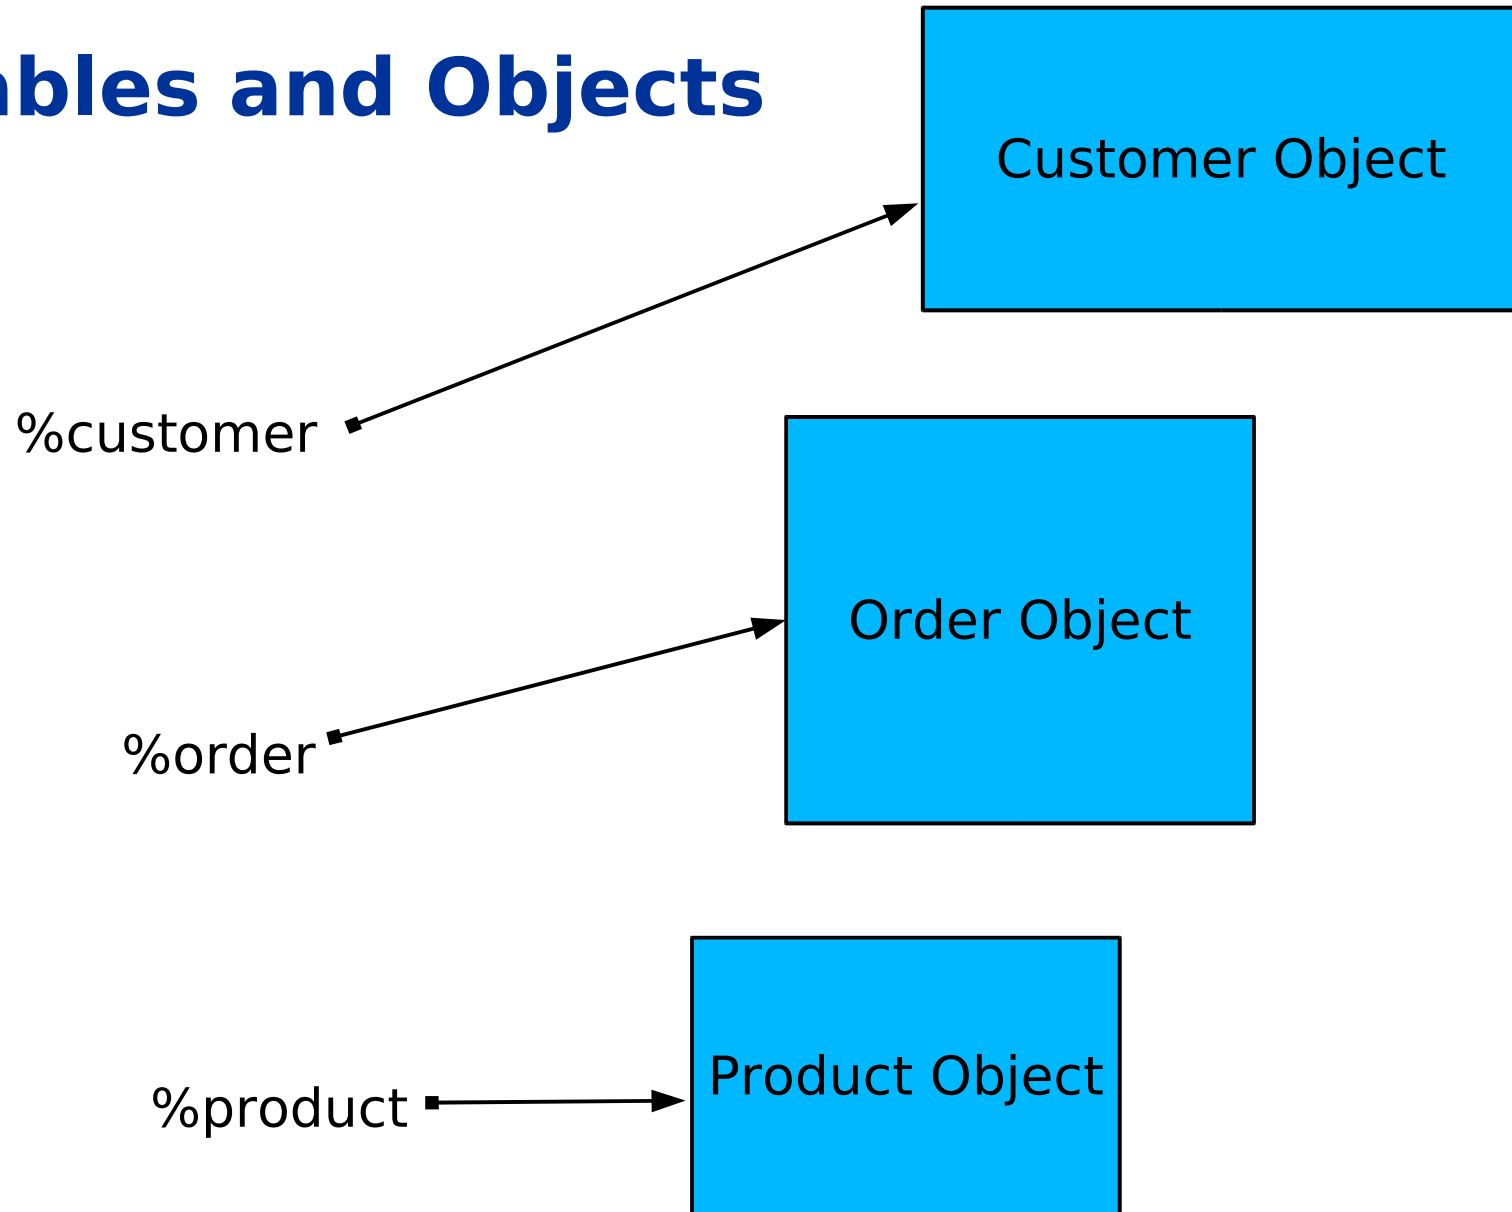 ables and Objects
Customer Object
%customer
Order Object
%order
Product Object
%product